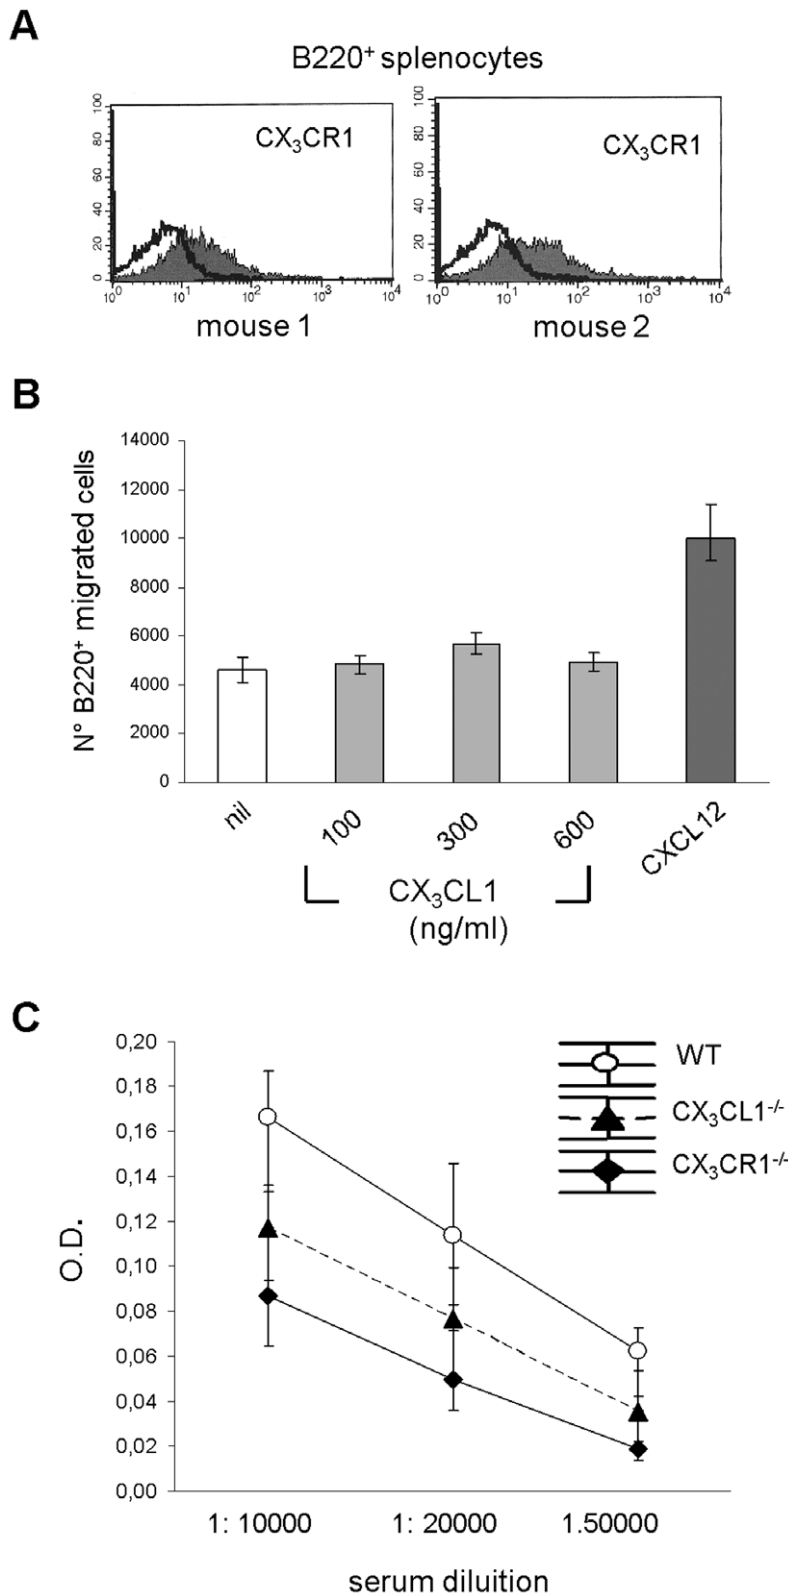 A
B220⁺ splenocytes
100
80
60
40
20
0
CX₃CR1
10⁰ 10¹ 10² 10³ 10⁴
mouse 1
100
80
60
40
20
0
CX₃CR1
10⁰ 10¹ 10² 10³ 10⁴
mouse 2
B
N° B220⁺ migrated cells
14000
12000
10000
8000
6000
4000
2000
0
nil 100 300 600 CXCL12
CX₃CL1
(ng/ml)
C
O.D.
0,20
0,18
0,16
0,14
0,12
0,10
0,08
0,06
0,04
0,02
0,00
WT
CX₃CL1⁻/⁻
CX₃CR1⁻/⁻
1: 10000 1: 20000 1.50000
serum diluition